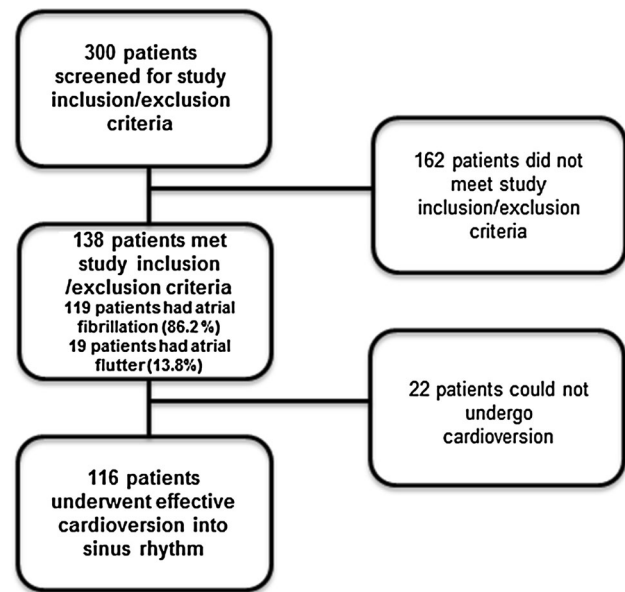 300 patients
screened for study
inclusion/exclusion
criteria
162 patients did not
meet study
inclusion/exclusion
criteria
138 patients met
study inclusion
/exclusion criteria
119 patients had atrial
fibrillation (86.2%)
19 patients had atrial
flutter (13.8%)
22 patients could not
undergo
cardioversion
116 patients
underwent effective
cardioversion into
sinus rhythm